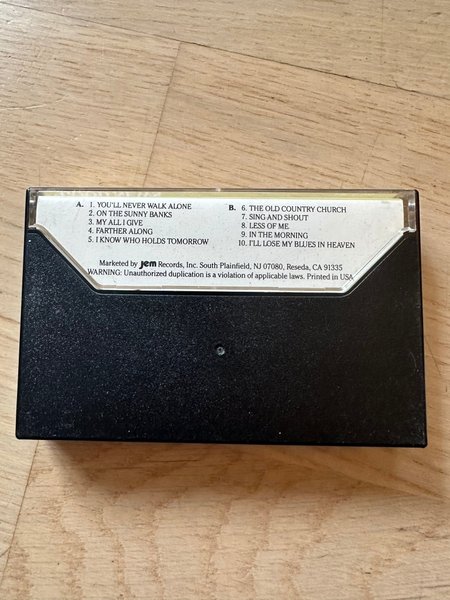 A. 1. YOU'LL NEVER WALK ALONE
2. ON THE SUNNY BANKS
3. MY ALL I GIVE
4. FARTHER ALONG
5. I KNOW WHO HOLDS TOMORROW
B. 6. THE OLD COUNTRY CHURCH
7. SING AND SHOUT
8. LESS OF ME
9. IN THE MORNING
10. I'LL LOSE MY BLUES IN HEAVEN
Marketed by jem Records, Inc. South Plainfield, NJ 07080, Reseda, CA 91335
WARNING: Unauthorized duplication is a violation of applicable laws. Printed in USA